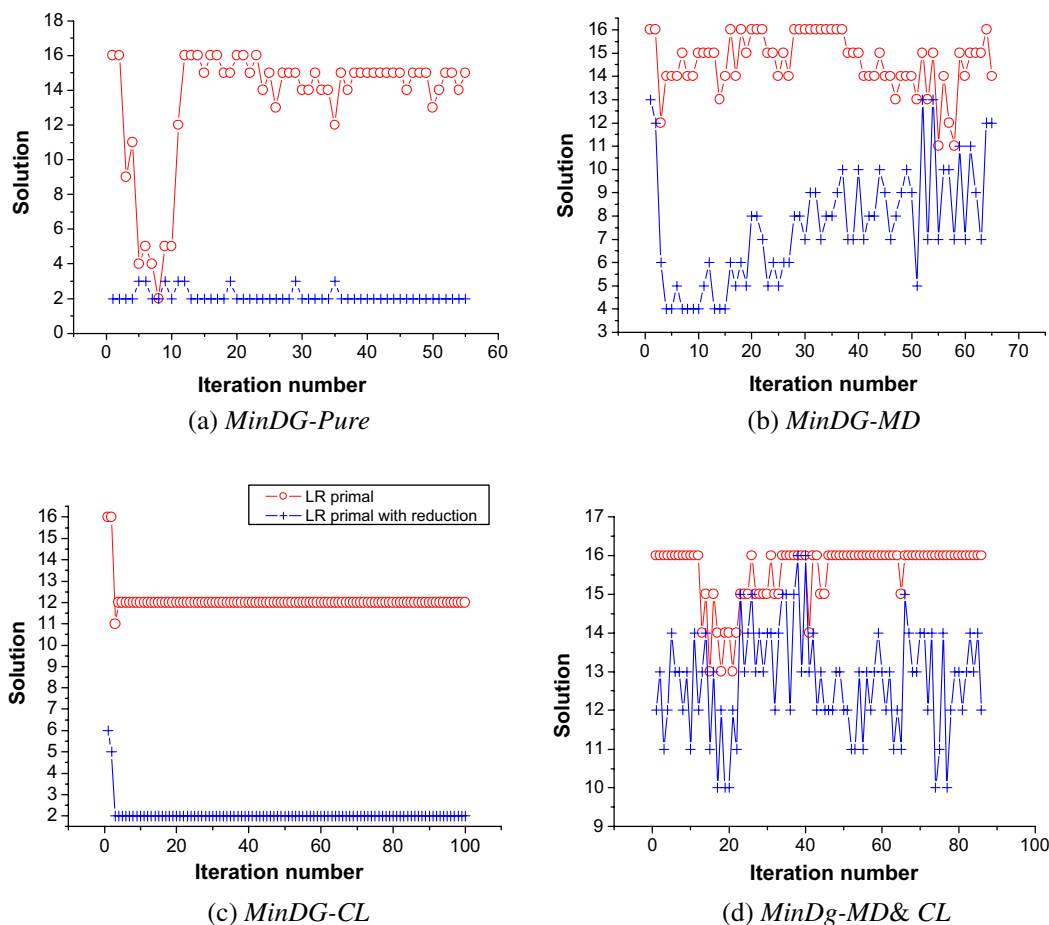 18
16
14
12
10
8
6
4
2
0
Solution
0 10 20 30 40 50 60
Iteration number
(a) MinDG-Pure
16
15
14
13
12
11
10
9
8
7
6
5
4
3
Solution
0 10 20 30 40 50 60 70
Iteration number
(b) MinDG-MD
LR primal
LR primal with reduction
16
15
14
13
12
11
10
9
8
7
6
5
4
3
2
Solution
0 20 40 60 80 100
Iteration number
(c) MinDG-CL
17
16
15
14
13
12
11
10
9
Solution
0 20 40 60 80 100
Iteration number
(d) MinDg-MD& CL